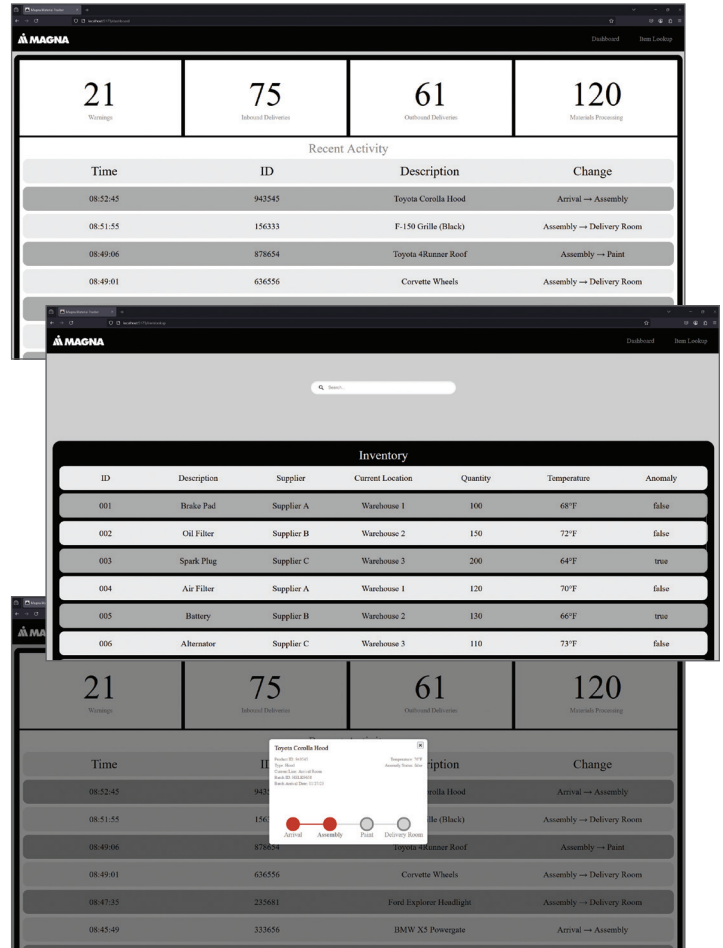 MAGNA
Dashboard Item Lookup
21 75 61 120
Warnings Inbound Deliveries Outbound Deliveries Materials Processing
Recent Activity
Time ID Description Change
08:52:45 943545 Toyota Corolla Hood Arrival → Assembly
08:51:55 156333 F-150 Grille (Black) Assembly → Delivery Room
08:49:06 878654 Toyota 4Runner Roof Assembly → Paint
08:49:01 636556 Corvette Wheels Assembly → Delivery Room
MAGNA
Dashboard Item Lookup
Search...
Inventory
ID Description Supplier Current Location Quantity Temperature Anomaly
001 Brake Pad Supplier A Warehouse 1 100 68°F false
002 Oil Filter Supplier B Warehouse 2 150 72°F false
003 Spark Plug Supplier C Warehouse 3 200 64°F true
004 Air Filter Supplier A Warehouse 1 120 70°F false
005 Battery Supplier B Warehouse 2 130 66°F true
006 Alternator Supplier C Warehouse 3 110 73°F false
21 75 61 120
Warnings Inbound Deliveries Outbound Deliveries Materials Processing
Toyota Corolla Hood
Type: Hood
Arrival Assembly Paint Delivery Room
Time Change
08:52:45 Arrival → Assembly
08:51:55 Assembly → Delivery Room
08:49:06 878654 Toyota 4Runner Roof Assembly → Paint
08:49:01 636556 Corvette Wheels Assembly → Delivery Room
08:47:35 235681 Ford Explorer Headlight Assembly → Delivery Room
08:45:49 333656 BMW X5 Powergate Arrival → Assembly